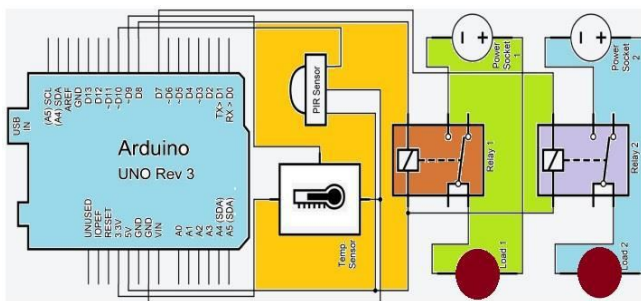 Power Socket 1
Power Socket 2
(A5) SCL
(A4) SDA
AREF
GND
D13
D12
~D11
~D10
~D9
D8
D7
~D6
~D5
D4
~D3
D2
TX> D1
RX > D0
USB IN
PIR Sensor
Arduino
UNO Rev 3
Relay 1
Relay 2
UNUSED
IOPEF
RESET
3.3V
5V
GND
GND
VIN
A0
A1
A2
A3
A4 (SDA)
A5 (SDA)
Temp Sensor
Load 1
Load 2